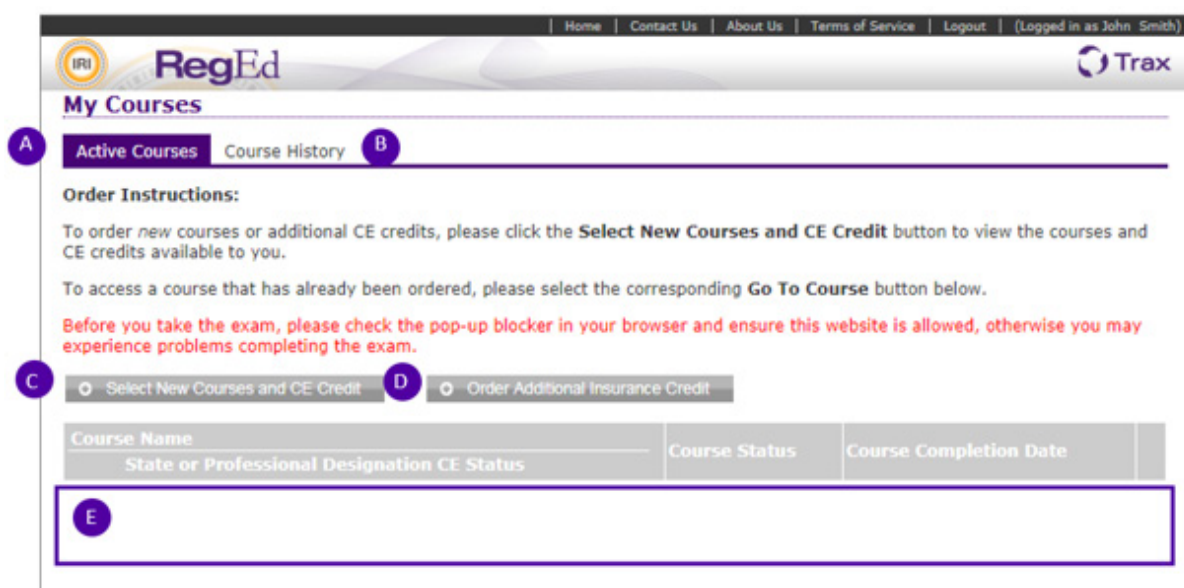 | Home | Contact Us | About Us | Terms of Service | Logout | (Logged in as John Smith)
IRI RegEd Trax
My Courses
A Active Courses Course History B
Order Instructions:
To order new courses or additional CE credits, please click the Select New Courses and CE Credit button to view the courses and
CE credits available to you.
To access a course that has already been ordered, please select the corresponding Go To Course button below.
Before you take the exam, please check the pop-up blocker in your browser and ensure this website is allowed, otherwise you may
experience problems completing the exam.
C Select New Courses and CE Credit D Order Additional Insurance Credit
Course Name
State or Professional Designation CE Status
Course Status
Course Completion Date
E